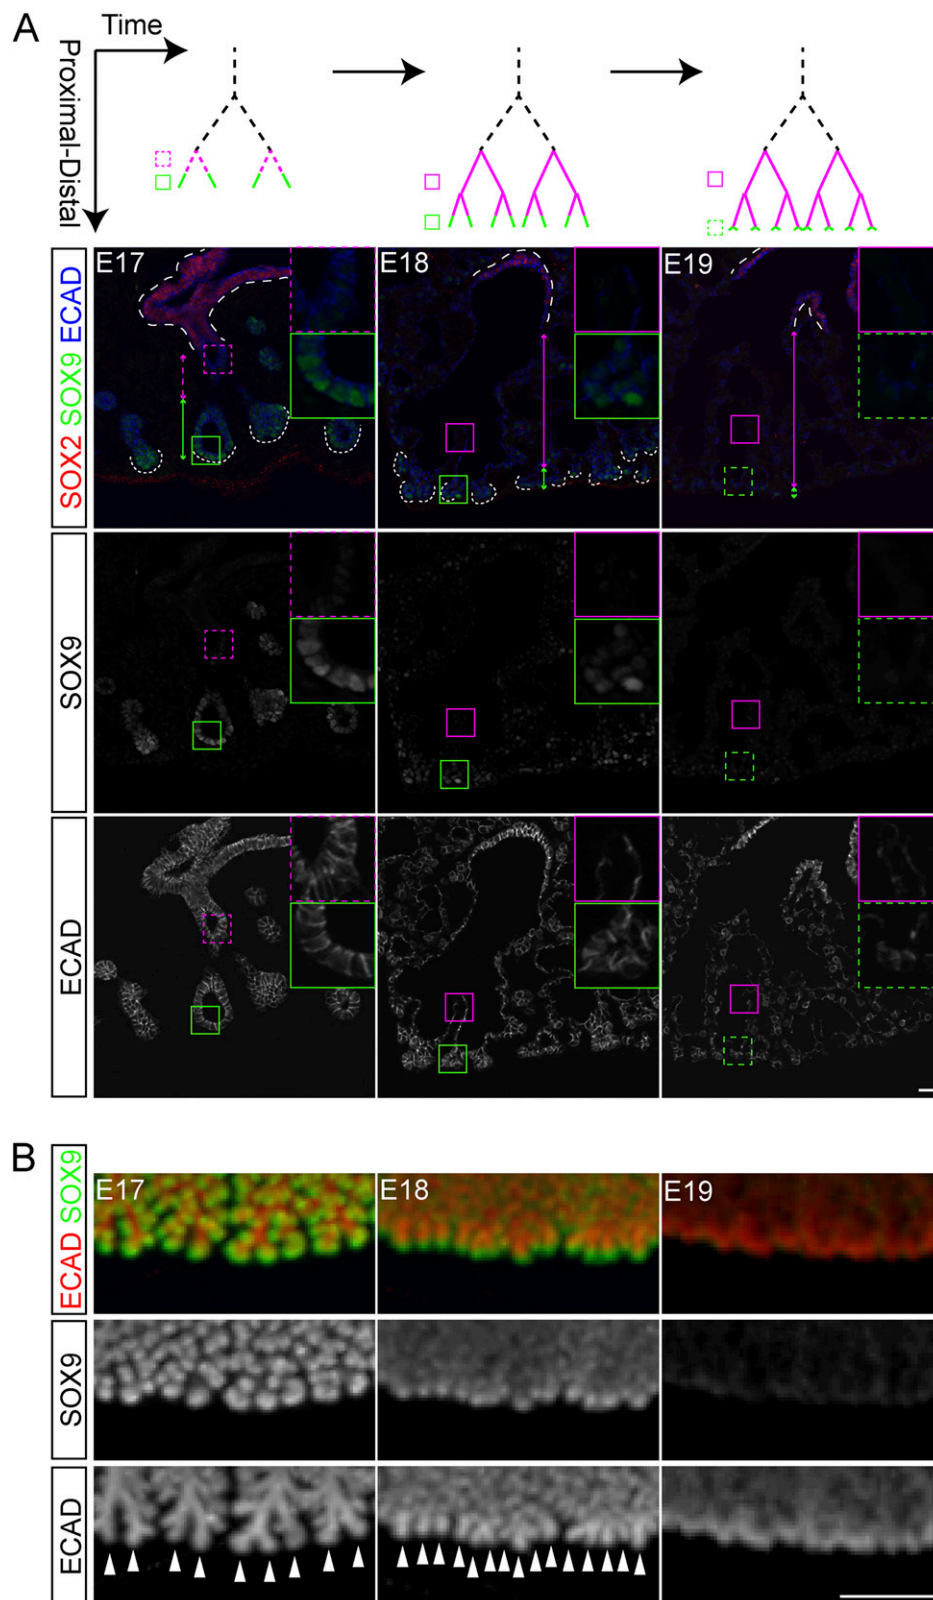 A
Time
Proximal-Distal
SOX2 SOX9 ECAD
E17
E18
E19
SOX9
ECAD
B
ECAD SOX9
E17
E18
E19
SOX9
ECAD